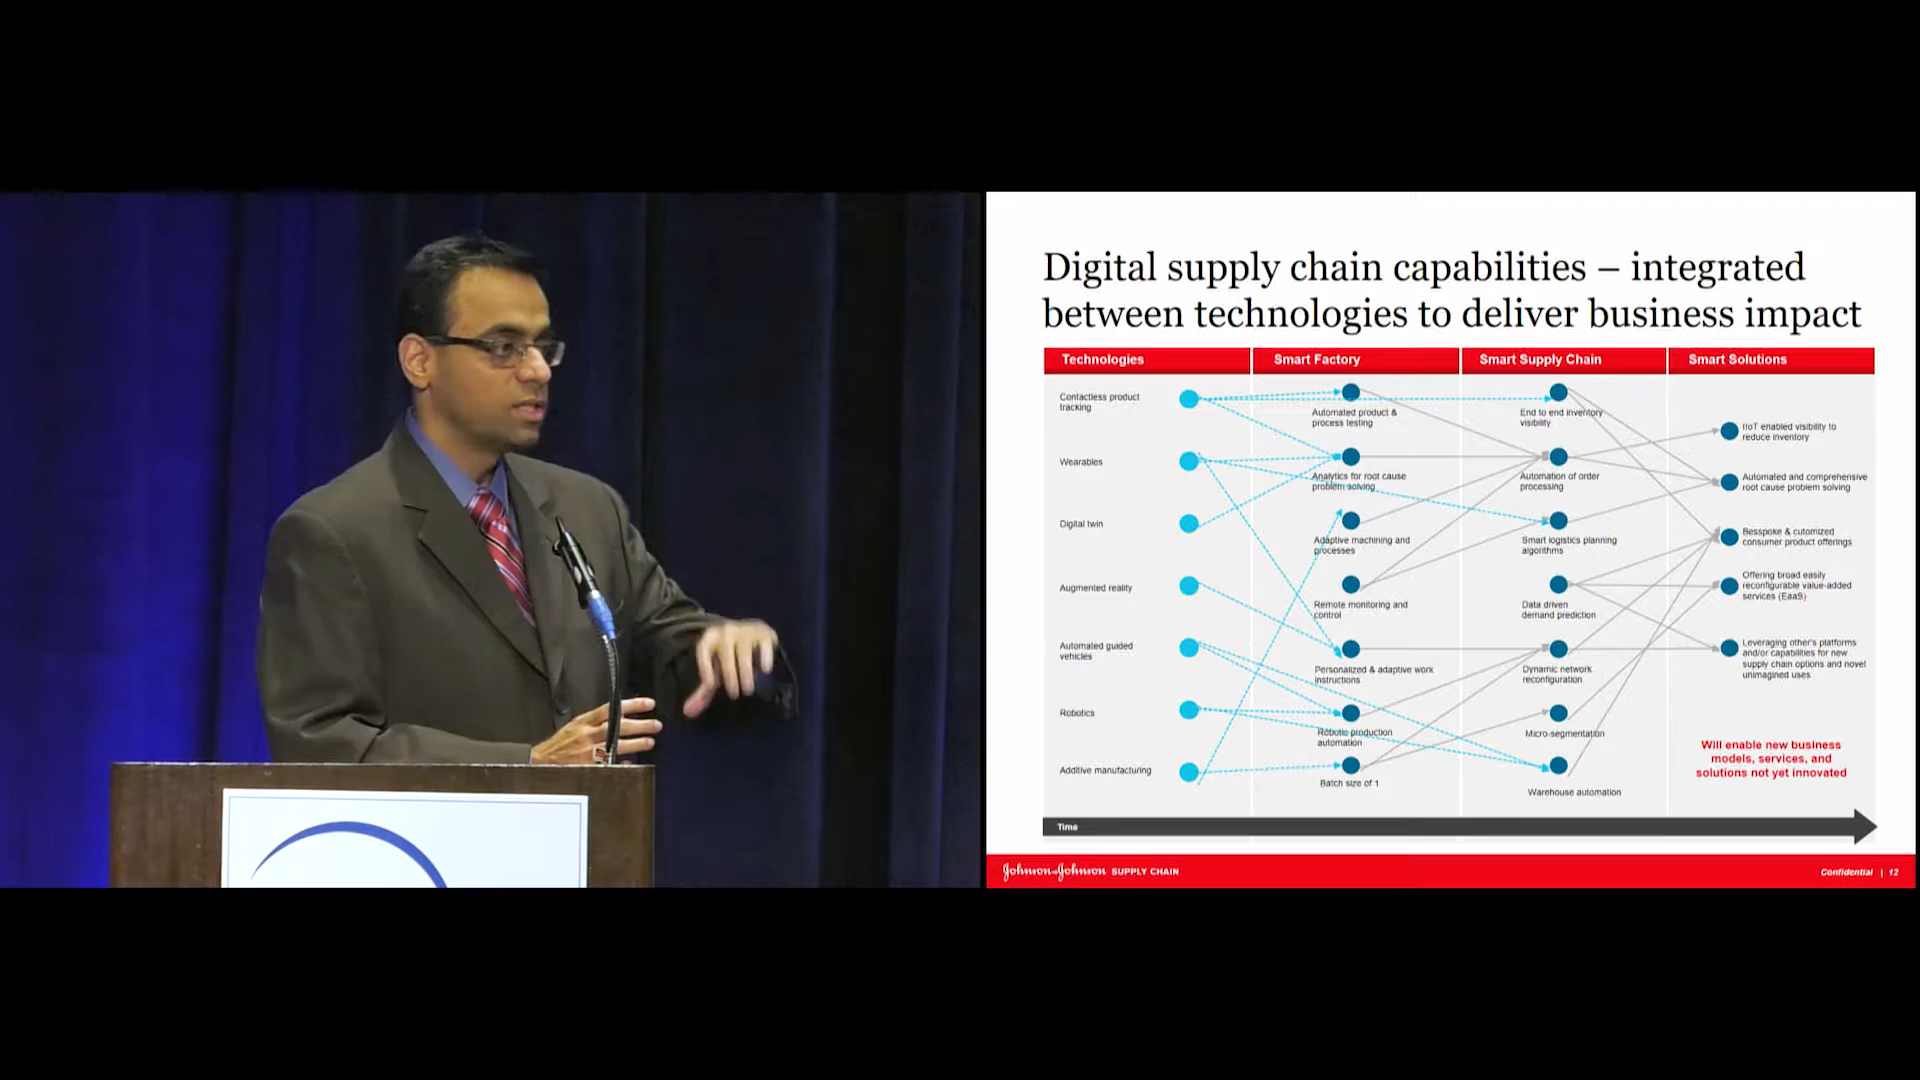 Digital supply chain capabilities – integrated
between technologies to deliver business impact
Technologies
Smart Factory
Smart Supply Chain
Smart Solutions
Contactless product
tracking
Wearables
Digital twin
Augmented reality
Automated guided
vehicles
Robotics
Additive manufacturing
Automated product &
process testing
Analytics for root cause
problem solving
Adaptive machining and
processes
Remote monitoring and
control
Personalized & adaptive work
instructions
Robotic production
automation
Batch size of 1
End to end inventory
visibility
Automation of order
processing
Smart logistics planning
algorithms
Data driven
demand prediction
Dynamic network
reconfiguration
Micro-segmentation
Warehouse automation
IIoT enabled visibility to
reduce inventory
Automated and comprehensive
root cause problem solving
Besspoke & cutomized
consumer product offerings
Offering broad easily
reconfigurable value-added
services (EaaS)
Leveraging other's platforms
and/or capabilities for new
supply chain options and novel
unimagined uses
Will enable new business
models, services, and
solutions not yet innovated
Time
Johnson & Johnson SUPPLY CHAIN
Confidential | 12